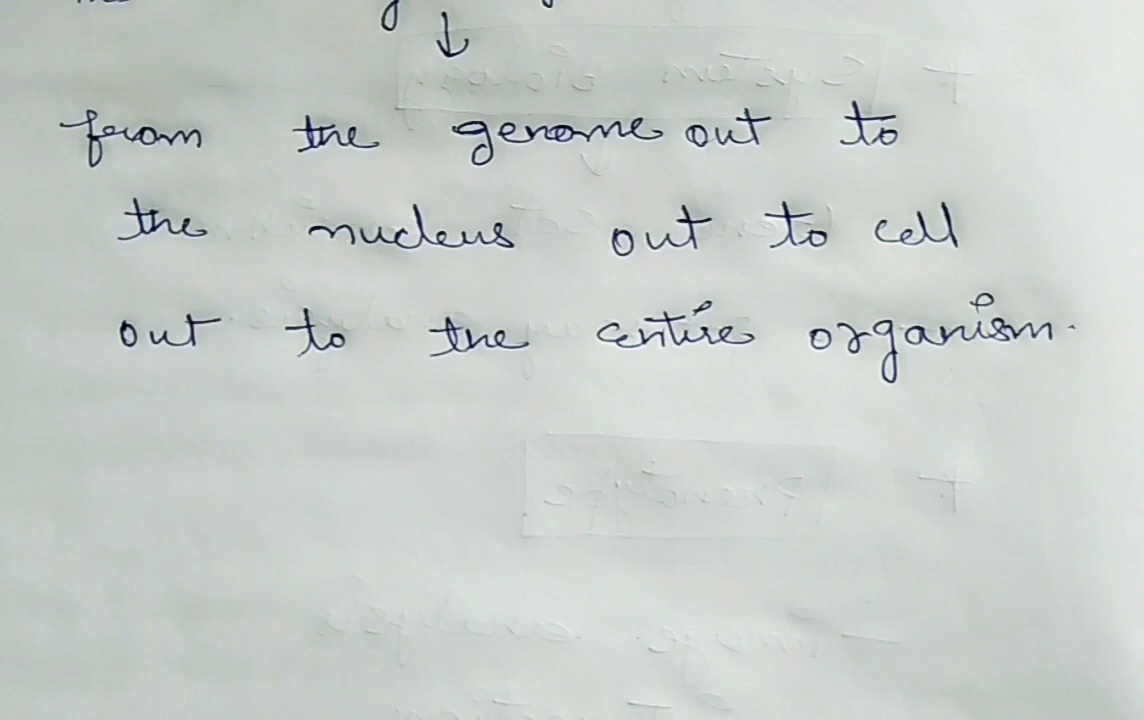 ↓
from the genome out to
the nucleus out to cell
out to the entire organism.